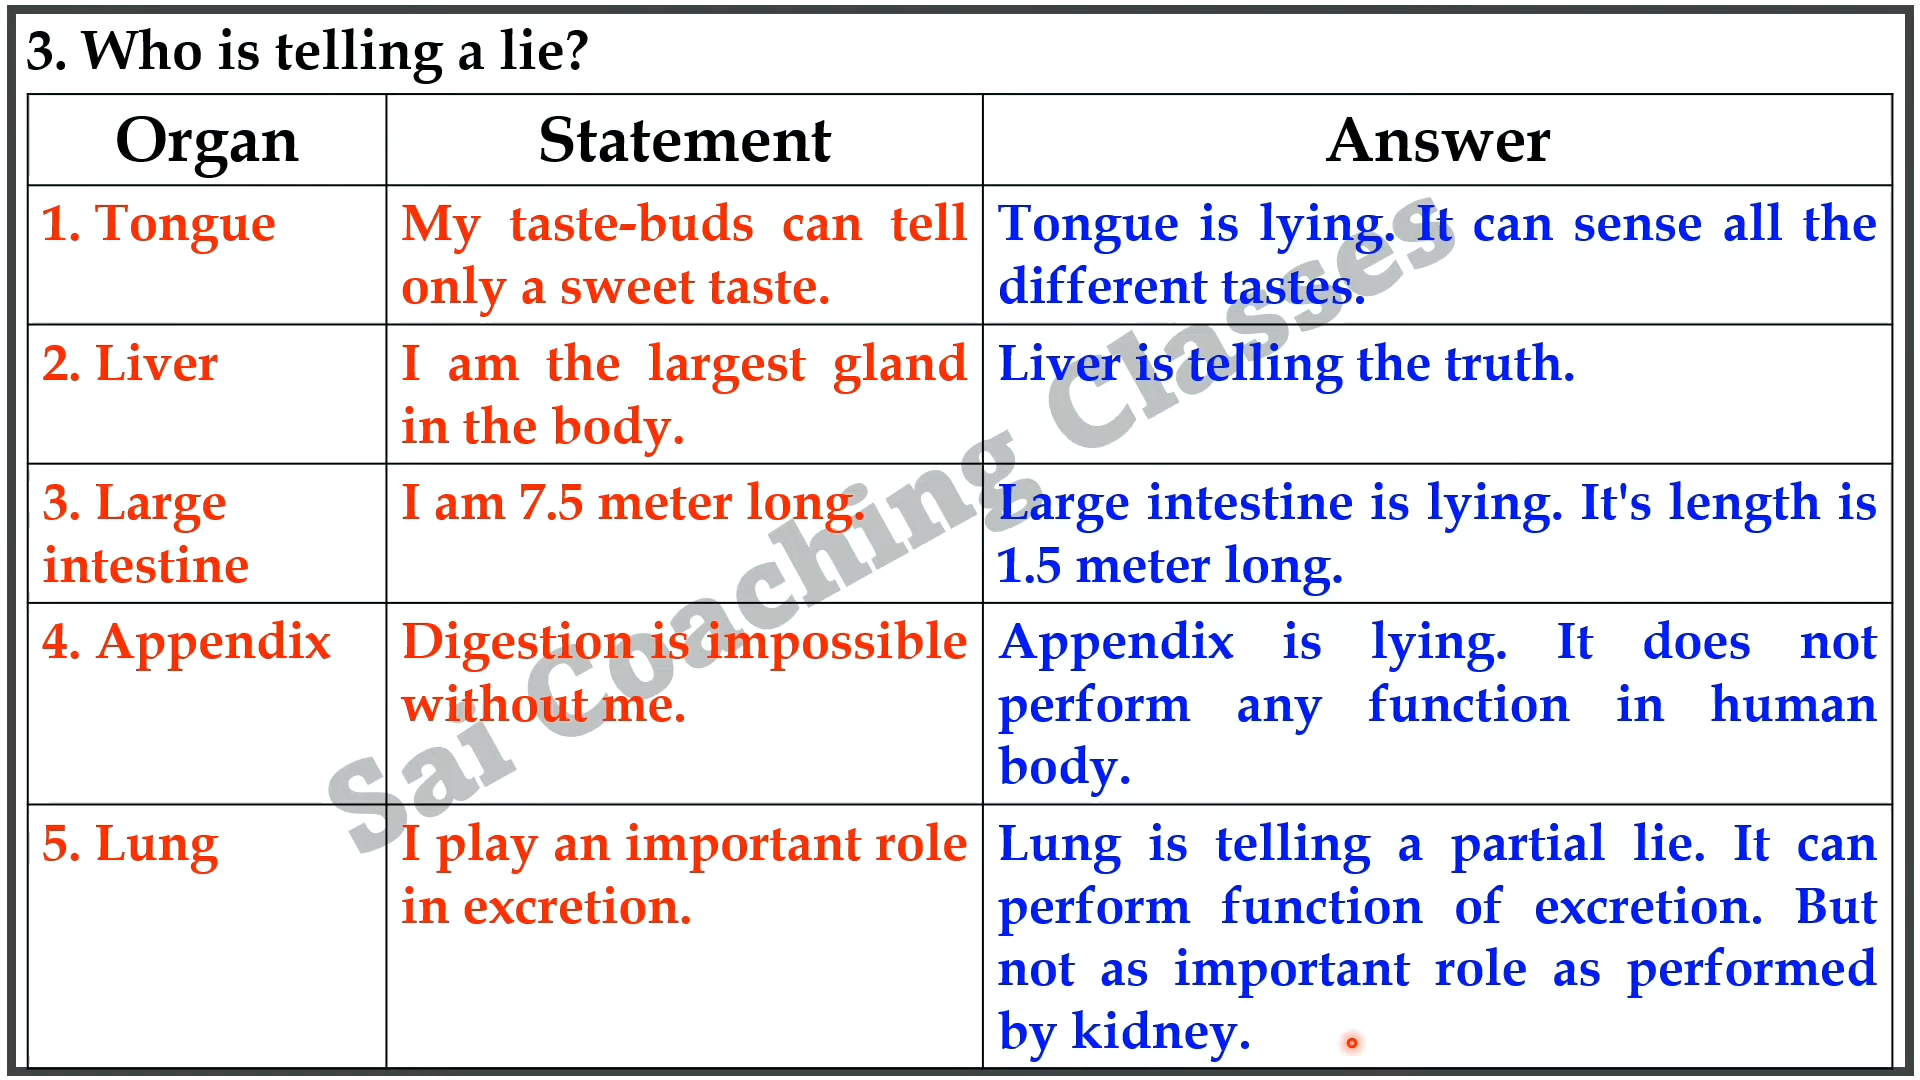 3. Who is telling a lie?
Organ Statement Answer
1. Tongue
My taste-buds can tell
only a sweet taste.
Tongue is lying. It can sense all the
different tastes.
2. Liver
I am the largest gland
in the body.
Liver is telling the truth.
3. Large
intestine
I am 7.5 meter long.
Large intestine is lying. It's length is
1.5 meter long.
4. Appendix
Digestion is impossible
without me.
Appendix is lying. It does not
perform any function in human
body.
5. Lung
I play an important role
in excretion.
Lung is telling a partial lie. It can
perform function of excretion. But
not as important role as performed
by kidney.
Sai Coaching Classes